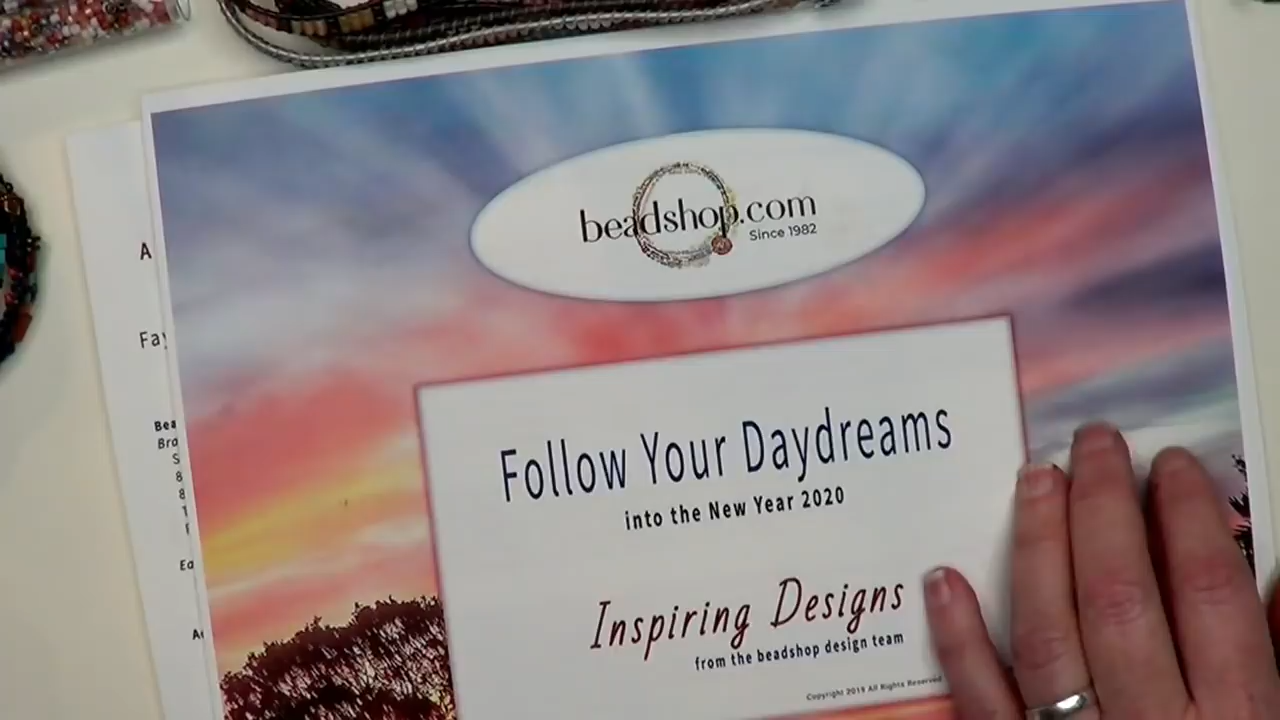 beadshop.com
Since 1982
Follow Your Daydreams
into the New Year 2020
Inspiring Designs
from the beadshop design team
Copyright 2019 All Rights Reserved
A